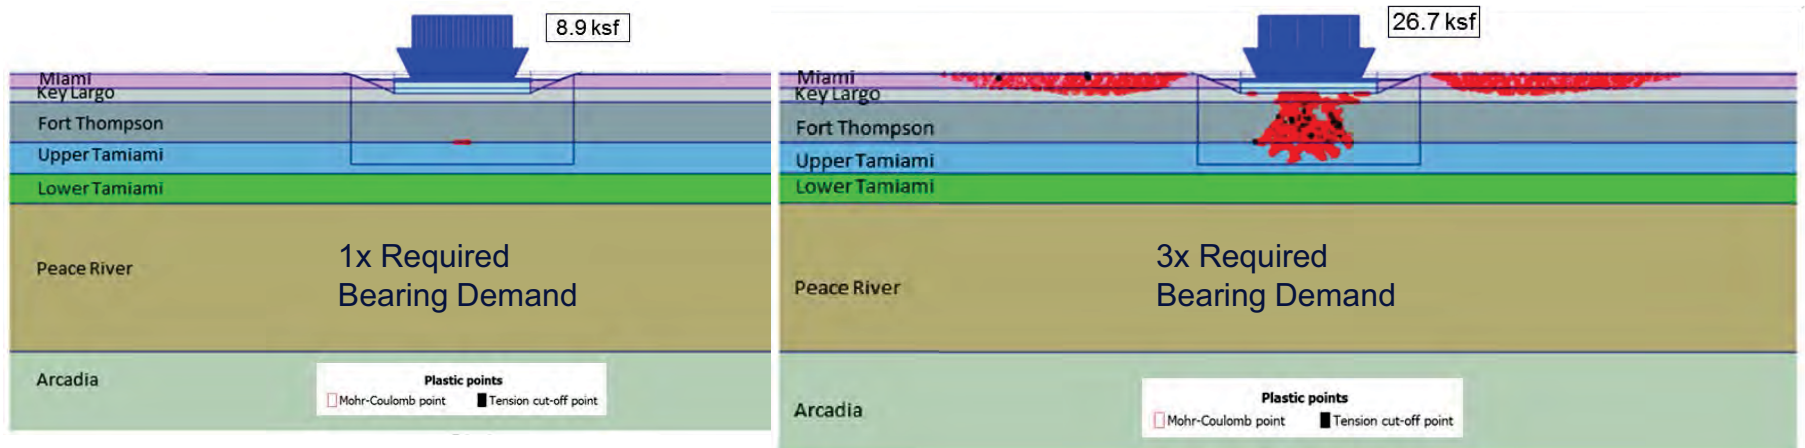 8.9 ksf
Miami
Key Largo
Fort Thompson
Upper Tamiami
Lower Tamiami
Peace River
1x Required
Bearing Demand
Arcadia
Plastic points
Mohr-Coulomb point
Tension cut-off point
26.7 ksf
Miami
Key Largo
Fort Thompson
Upper Tamiami
Lower Tamiami
Peace River
3x Required
Bearing Demand
Arcadia
Plastic points
Mohr-Coulomb point
Tension cut-off point